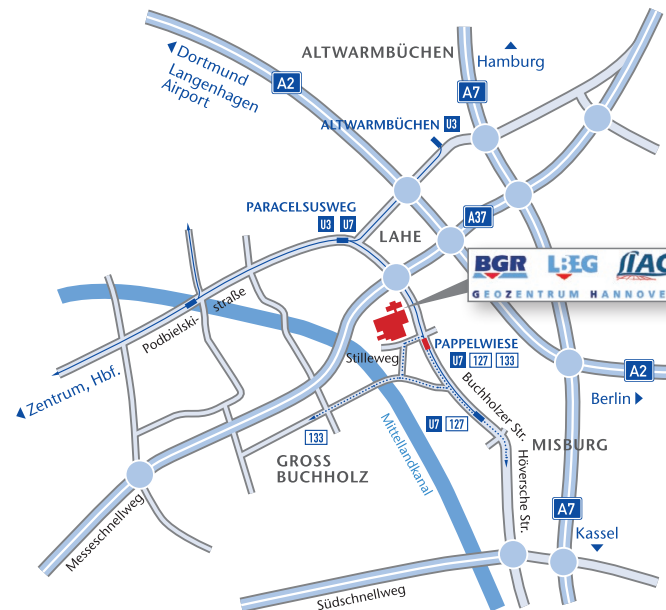 ALTWARMBÜCHEN
Hamburg
Dortmund
Langenhagen
Airport
A2
A7
ALTWARMBÜCHEN U3
PARACELSUSWEG
U3 U7
A37
LAHE
BGR LBEG
GEOZENTRUM HANNOVE
Podbielski-
straße
Stilleweg
PAPPELWIESE
U7 127 133
Zentrum, Hbf.
A2
Berlin
Buchholzer Str.
U7 127
133
Mittellandkanal
GROSS
BUCHHOLZ
MISBURG
Höversche Str.
A7
Kassel
Messeschnellweg
Südschnellweg